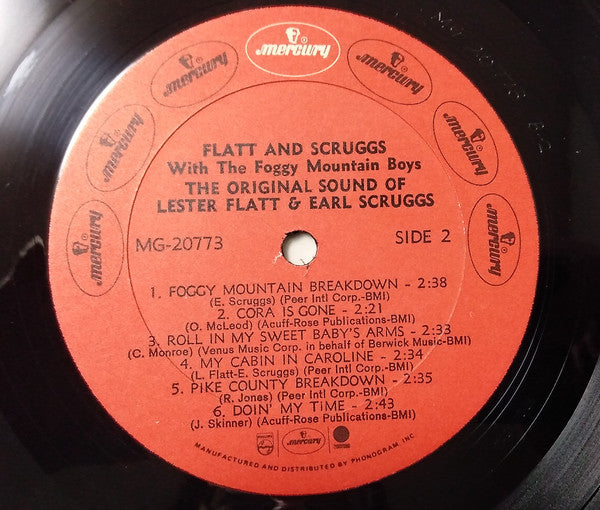 mercury
mercury
mercury
mercury
mercury
mercury
mercury
FLATT AND SCRUGGS
With The Foggy Mountain Boys
THE ORIGINAL SOUND OF
LESTER FLATT & EARL SCRUGGS
MG-20773
SIDE 2
1. FOGGY MOUNTAIN BREAKDOWN - 2:38
(E. Scruggs) (Peer Intl Corp.-BMI)
2. CORA IS GONE - 2:21
(O. McLeod) (Acuff-Rose Publications-BMI)
3. ROLL IN MY SWEET BABY'S ARMS - 2:33
(C. Monroe) (Venus Music Corp. in behalf of Berwick Music-BMI)
4. MY CABIN IN CAROLINE - 2:34
(L. Flatt-E. Scruggs) (Peer Intl Corp.-BMI)
5. PIKE COUNTY BREAKDOWN - 2:35
(R. Jones) (Peer Intl Corp.-BMI)
6. DOIN' MY TIME - 2:43
(J. Skinner) (Acuff-Rose Publications-BMI)
mercury
MANUFACTURED AND DISTRIBUTED BY PHONOGRAM INC.